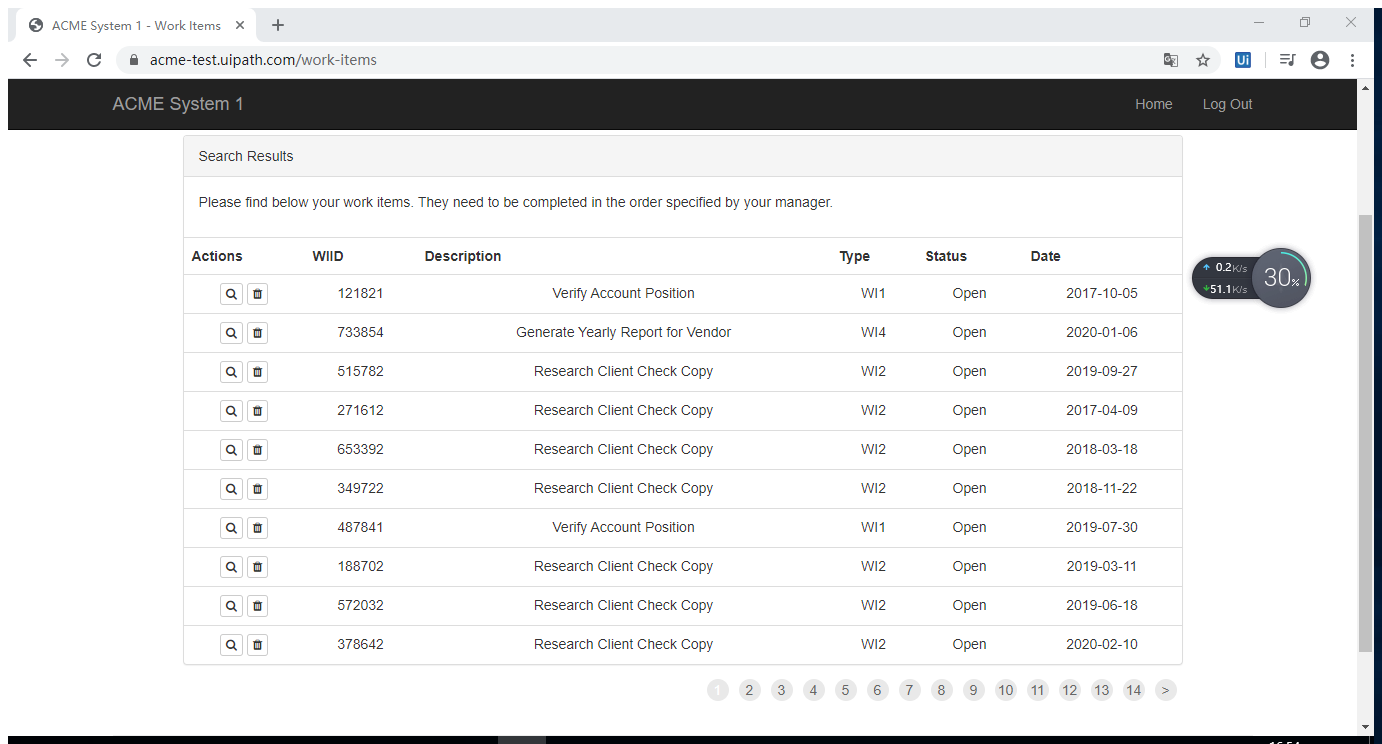 ACME System 1 - Work Items
acme-test.uipath.com/work-items
Ui
ACME System 1 Home Log Out
Search Results
Please find below your work items. They need to be completed in the order specified by your manager.
Actions WIID Description Type Status Date
121821 Verify Account Position WI1 Open 2017-10-05
733854 Generate Yearly Report for Vendor WI4 Open 2020-01-06
515782 Research Client Check Copy WI2 Open 2019-09-27
271612 Research Client Check Copy WI2 Open 2017-04-09
653392 Research Client Check Copy WI2 Open 2018-03-18
349722 Research Client Check Copy WI2 Open 2018-11-22
487841 Verify Account Position WI1 Open 2019-07-30
188702 Research Client Check Copy WI2 Open 2019-03-11
572032 Research Client Check Copy WI2 Open 2019-06-18
378642 Research Client Check Copy WI2 Open 2020-02-10
1 2 3 4 5 6 7 8 9 10 11 12 13 14 >
0.2K/s
51.1K/s
30%